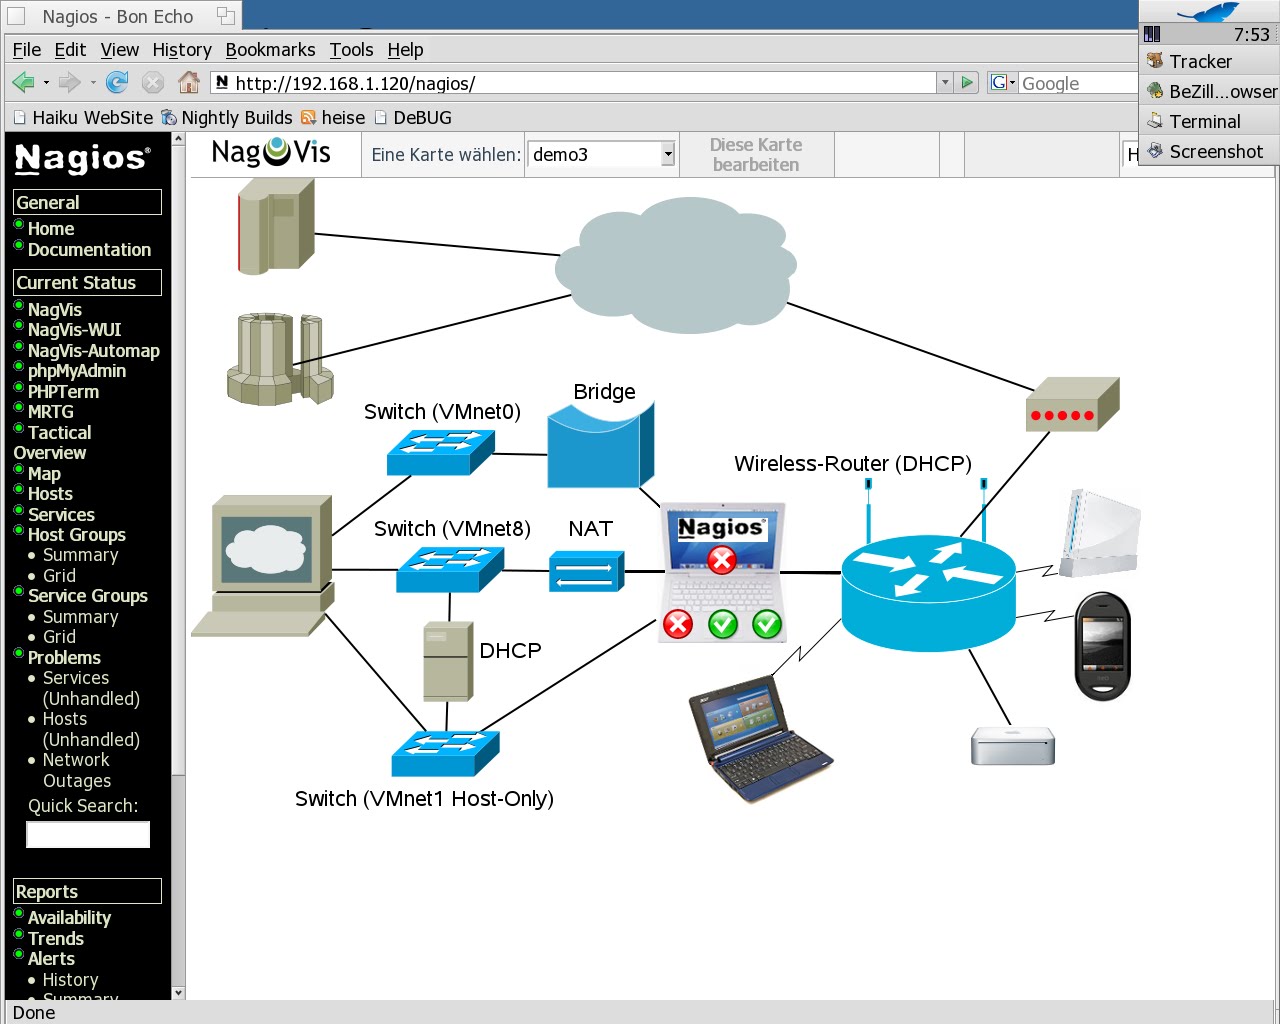 Nagios - Bon Echo
7:53
Tracker
BeZill...owser
Terminal
Screenshot
File Edit View History Bookmarks Tools Help
http://192.168.1.120/nagios/
Google
Haiku WebSite Nightly Builds heise DeBUG
Nagios®
General
Home
Documentation
Current Status
NagVis
NagVis-WUI
NagVis-Automap
phpMyAdmin
PHPTerm
MRTG
Tactical
Overview
Map
Hosts
Services
Host Groups
Summary
Grid
Service Groups
Summary
Grid
Problems
Services
(Unhandled)
Hosts
(Unhandled)
Network
Outages
Quick Search:
Reports
Availability
Trends
Alerts
History
Summary
NagVis
Eine Karte wählen: demo3
Diese Karte
bearbeiten
H
Bridge
Switch (VMnet0)
Wireless-Router (DHCP)
Switch (VMnet8)
NAT
Nagios®
DHCP
Switch (VMnet1 Host-Only)
Done